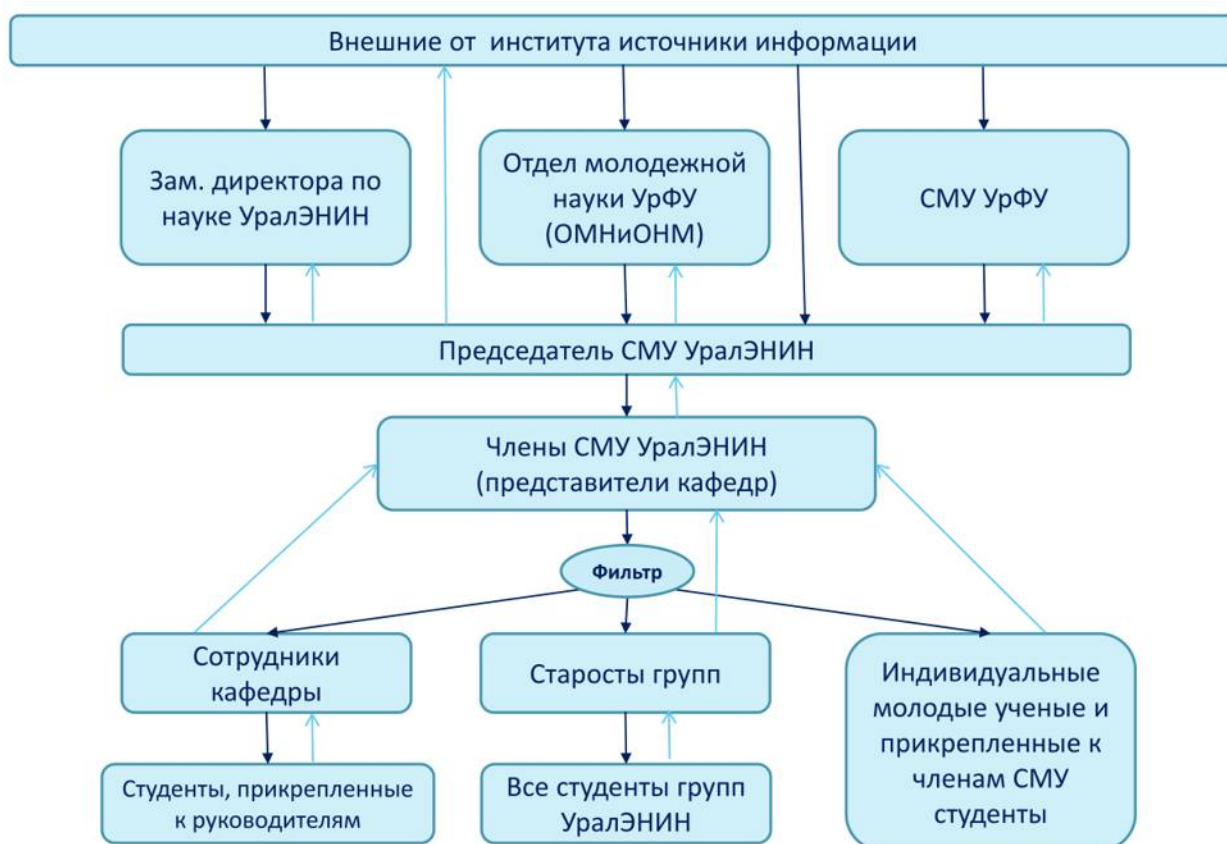 Внешние от института источники информации
Зам. директора по
науке УралЭНИН
Отдел молодежной
науки УрФУ
(ОМНиОНМ)
СМУ УрФУ
Председатель СМУ УралЭНИН
Члены СМУ УралЭНИН
(представители кафедр)
Фильтр
Сотрудники
кафедры
Старосты групп
Индивидуальные
молодые ученые и
прикрепленные к
членам СМУ
студенты
Студенты, прикрепленные
к руководителям
Все студенты групп
УралЭНИН